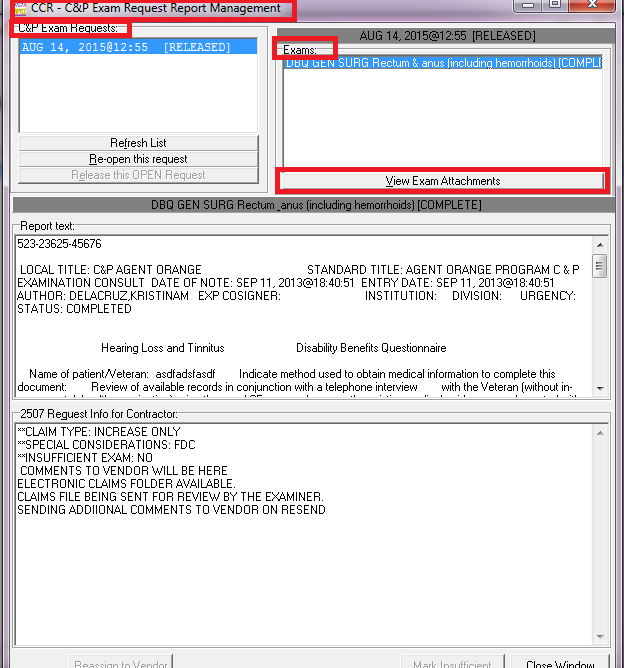 CCR - C&P Exam Request Report Management
C&P Exam Requests:
AUG 14, 2015@12:55 [RELEASED]
Refresh List
Re-open this request
Release this OPEN Request
AUG 14, 2015@12:55 [RELEASED]
Exams:
DBQ GEN SURG Rectum & anus (including hemorrhoids) [COMPLE
View Exam Attachments
DBQ GEN SURG Rectum _anus (including hemorrhoids) [COMPLETE]
Report text:
523-23625-45676
LOCAL TITLE: C&P AGENT ORANGE STANDARD TITLE: AGENT ORANGE PROGRAM C & P
EXAMINATION CONSULT DATE OF NOTE: SEP 11, 2013@18:40:51 ENTRY DATE: SEP 11, 2013@18:40:51
AUTHOR: DELACRUZ,KRISTINAM EXP COSIGNER: INSTITUTION: DIVISION: URGENCY:
STATUS: COMPLETED
Hearing Loss and Tinnitus Disability Benefits Questionnaire
Name of patient/Veteran: asdfadsfasdf Indicate method used to obtain medical information to complete this
document: Review of available records in conjunction with a telephone interview with the Veteran (without in-
2507 Request Info for Contractor:
**CLAIM TYPE: INCREASE ONLY
**SPECIAL CONSIDERATIONS: FDC
**INSUFFICIENT EXAM: NO
COMMENTS TO VENDOR WILL BE HERE
ELECTRONIC CLAIMS FOLDER AVAILABLE.
CLAIMS FILE BEING SENT FOR REVIEW BY THE EXAMINER.
SENDING ADDIIONAL COMMENTS TO VENDOR ON RESEND
Reassign to Vendor
Mark Insufficient
Close Window